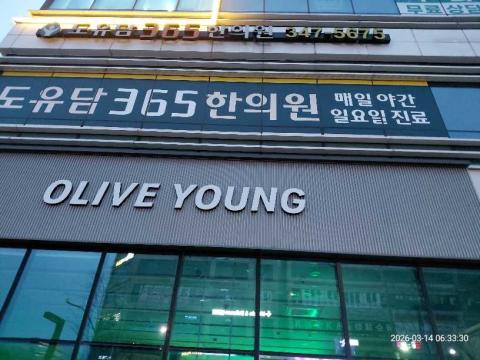 도유담365한의원 347-5675
도유담365한의원
매일 야간
일요일 진료
OLIVE YOUNG
2026-03-14 06:33:30